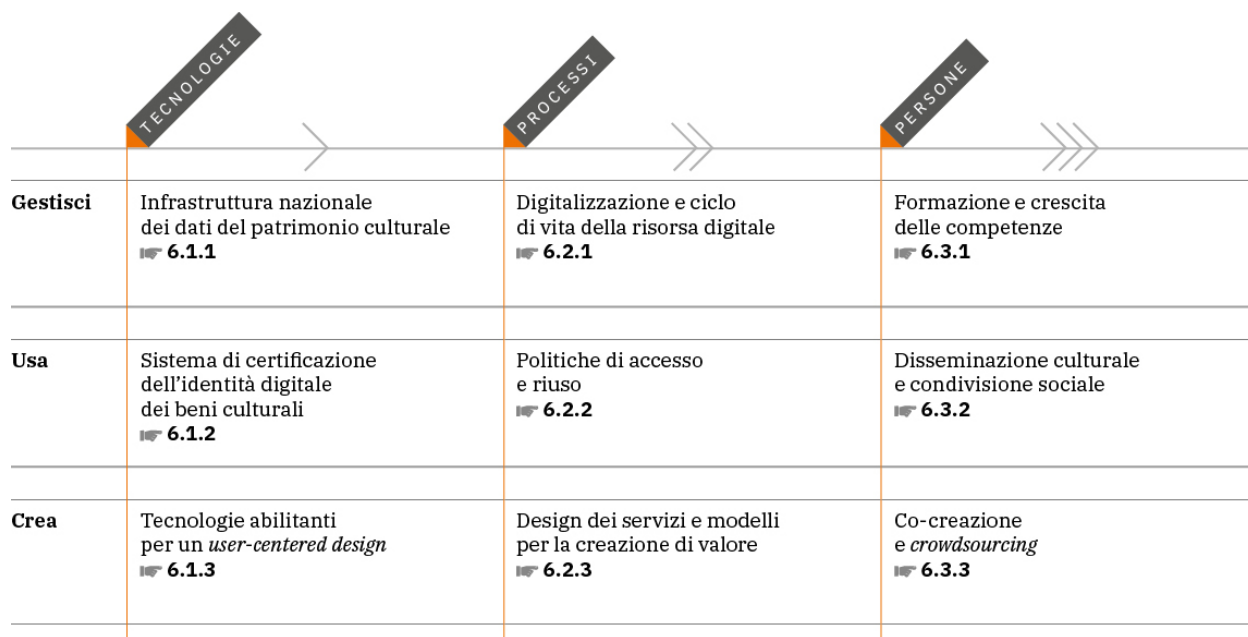 TECNOLOGIE
PROCESSI
PERSONE
Gestisci
Infrastruttura nazionale
dei dati del patrimonio culturale
6.1.1
Digitalizzazione e ciclo
di vita della risorsa digitale
6.2.1
Formazione e crescita
delle competenze
6.3.1
Usa
Sistema di certificazione
dell’identità digitale
dei beni culturali
6.1.2
Politiche di accesso
e riuso
6.2.2
Disseminazione culturale
e condivisione sociale
6.3.2
Crea
Tecnologie abilitanti
per un user-centered design
6.1.3
Design dei servizi e modelli
per la creazione di valore
6.2.3
Co-creazione
e crowdsourcing
6.3.3